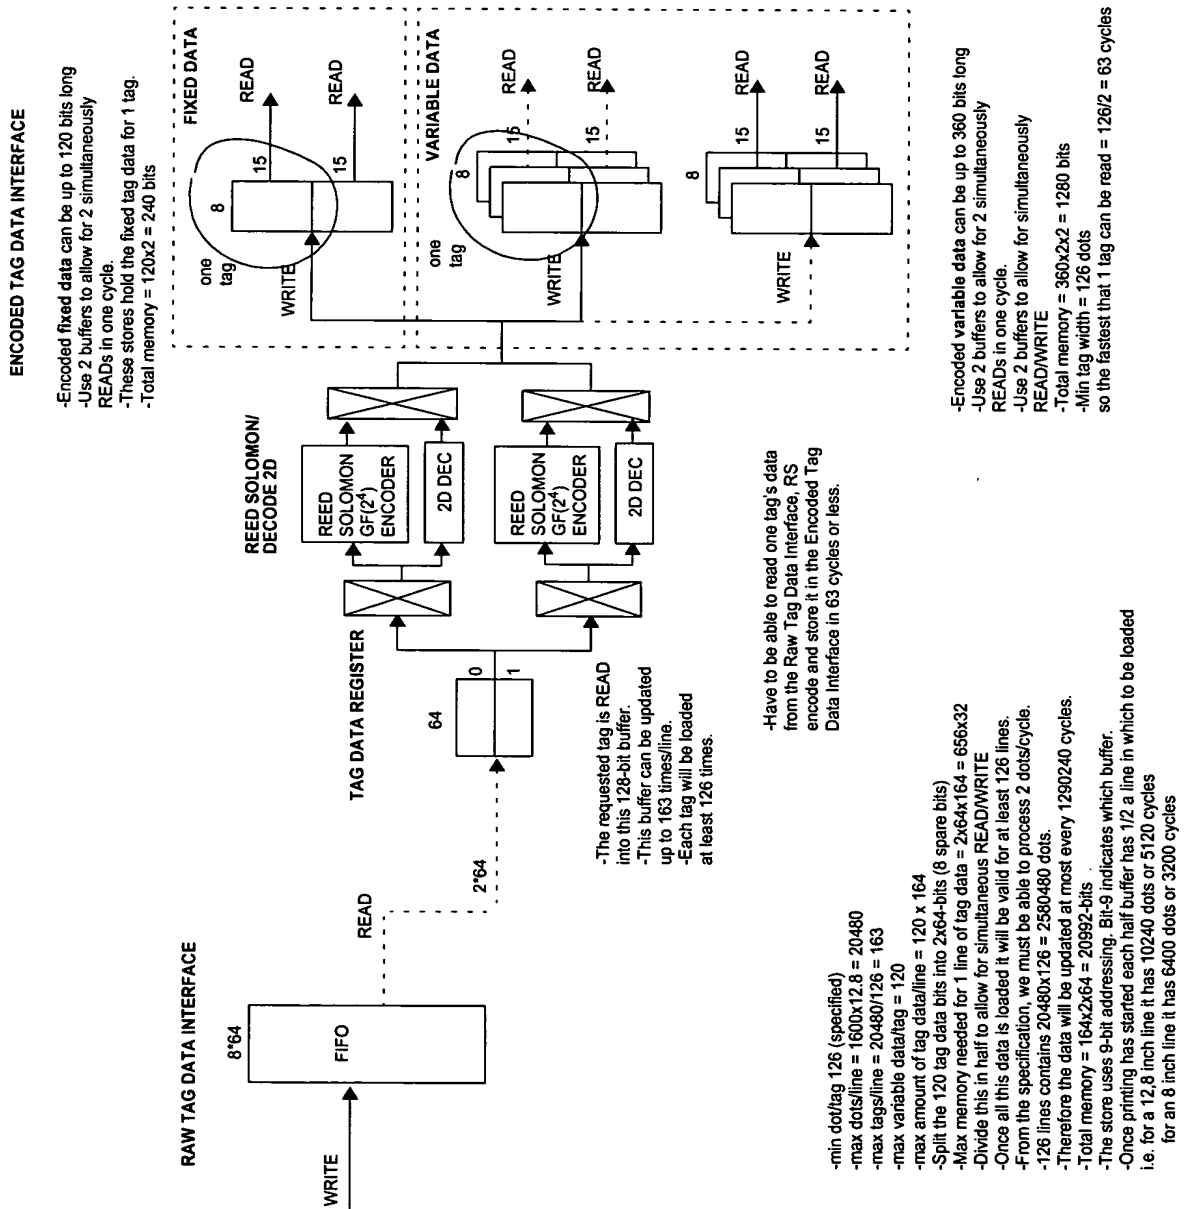 ENCODED TAG DATA INTERFACE
-Encoded fixed data can be up to 120 bits long
-Use 2 buffers to allow for 2 simultaneously
READs in one cycle.
-These stores hold the fixed tag data for 1 tag.
-Total memory = 120x2 = 240 bits
FIXED DATA
READ
READ
15
15
8
one
tag
WRITE
VARIABLE DATA
READ
READ
15
15
8
one
tag
WRITE
READ
READ
15
15
8
WRITE
-Encoded variable data can be up to 360 bits long
-Use 2 buffers to allow for 2 simultaneously
READs in one cycle.
-Use 2 buffers to allow for simultaneously
READ/WRITE
-Total memory = 360x2x2 = 1280 bits
-Min tag width = 126 dots
so the fastest that 1 tag can be read = 126/2 = 63 cycles
REED SOLOMON/
DECODE 2D
REED
SOLOMON
GF(2⁴)
ENCODER
2D DEC
REED
SOLOMON
GF(2⁴)
ENCODER
2D DEC
-Have to be able to read one tag's data
from the Raw Tag Data Interface, RS
encode and store it in the Encoded Tag
Data Interface in 63 cycles or less.
TAG DATA REGISTER
64
0
1
-The requested tag is READ
into this 128-bit buffer.
-This buffer can be updated
up to 163 times/line.
-Each tag will be loaded
at least 126 times.
RAW TAG DATA INTERFACE
8*64
FIFO
WRITE
READ
2*64
-min dot/tag 126 (specified)
-max dots/line = 1600x12.8 = 20480
-max tags/line = 20480/126 = 163
-max variable data/tag = 120
-max amount of tag data/line = 120 x 164
-Split the 120 tag data bits into 2x64-bits (8 spare bits)
-Max memory needed for 1 line of tag data = 2x64x164 = 656x32
-Divide this in half to allow for simultaneous READ/WRITE
-Once all this data is loaded it will be valid for at least 126 lines.
-From the specification, we must be able to process 2 dots/cycle.
-126 lines contains 20480x126 = 2580480 dots.
-Therefore the data will be updated at most every 1290240 cycles.
-Total memory = 164x2x64 = 20992-bits
-The store uses 9-bit addressing. Bit-9 indicates which buffer.
-Once printing has started each half buffer has 1/2 a line in which to be loaded
i.e. for a 12,8 inch line it has 10240 dots or 5120 cycles
for an 8 inch line it has 6400 dots or 3200 cycles